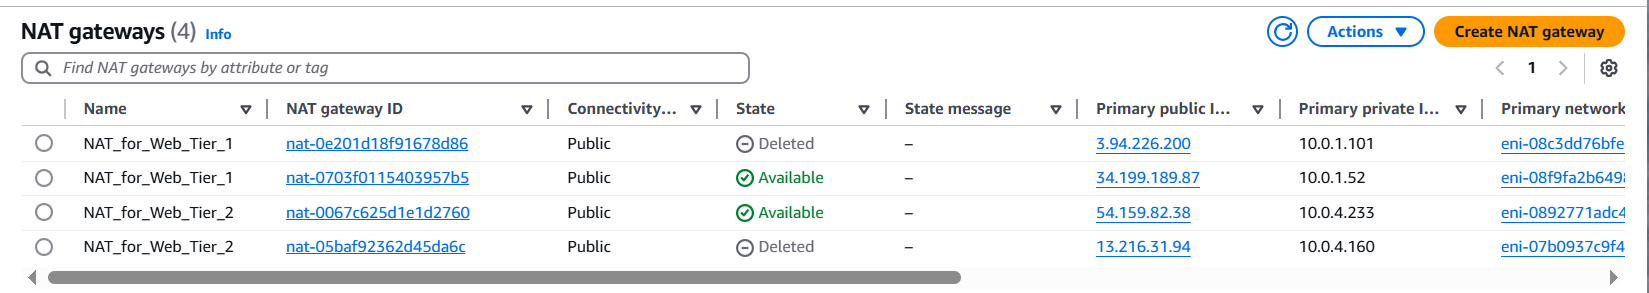 NAT gateways (4) Info
Actions Create NAT gateway
Find NAT gateways by attribute or tag
1
Name NAT gateway ID Connectivity... State State message Primary public I... Primary private I... Primary network
NAT_for_Web_Tier_1 nat-0e201d18f91678d86 Public Deleted – 3.94.226.200 10.0.1.101 eni-08c3dd76bfe
NAT_for_Web_Tier_1 nat-0703f0115403957b5 Public Available – 34.199.189.87 10.0.1.52 eni-08f9fa2b649
NAT_for_Web_Tier_2 nat-0067c625d1e1d2760 Public Available – 54.159.82.38 10.0.4.233 eni-0892771adc4
NAT_for_Web_Tier_2 nat-05baf92362d45da6c Public Deleted – 13.216.31.94 10.0.4.160 eni-07b0937c9f4